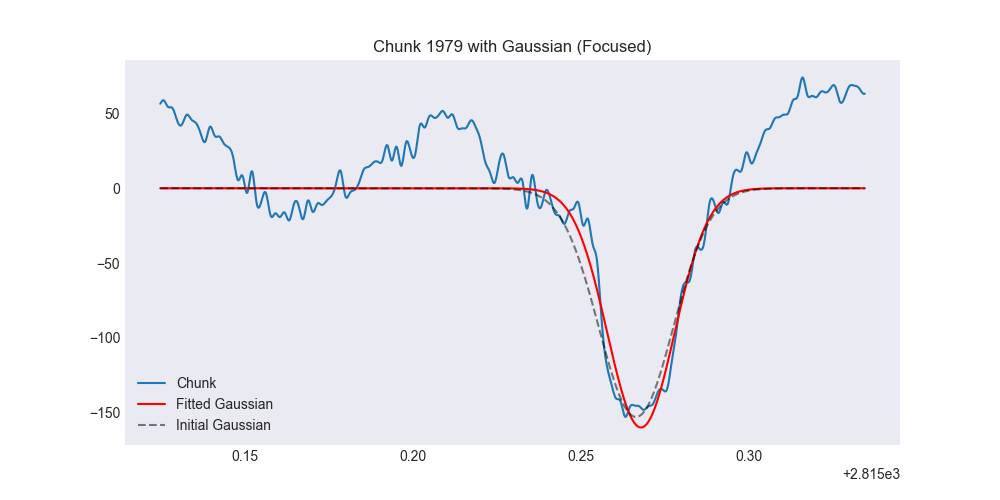 Chunk 1979 with Gaussian (Focused)
50
0
−50
−100
−150
Chunk
Fitted Gaussian
Initial Gaussian
0.15 0.20 0.25 0.30
+2.815e3